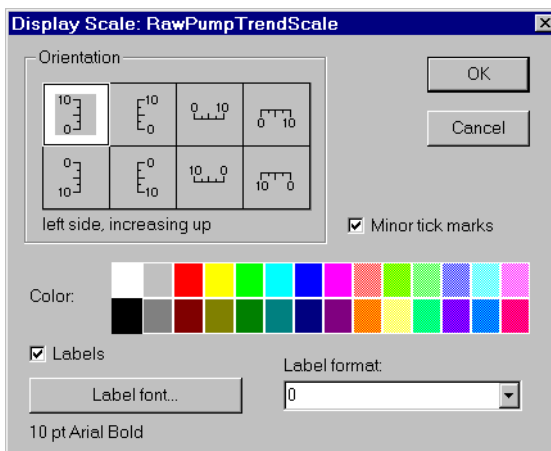 Display Scale: RawPumpTrendScale
Orientation
10 10 0 10
0 0 0 10
0 0 10 0
10 10 10 0
left side, increasing up
OK
Cancel
Minor tick marks
Color:
Labels
Label font...
10 pt Arial Bold
Label format:
0